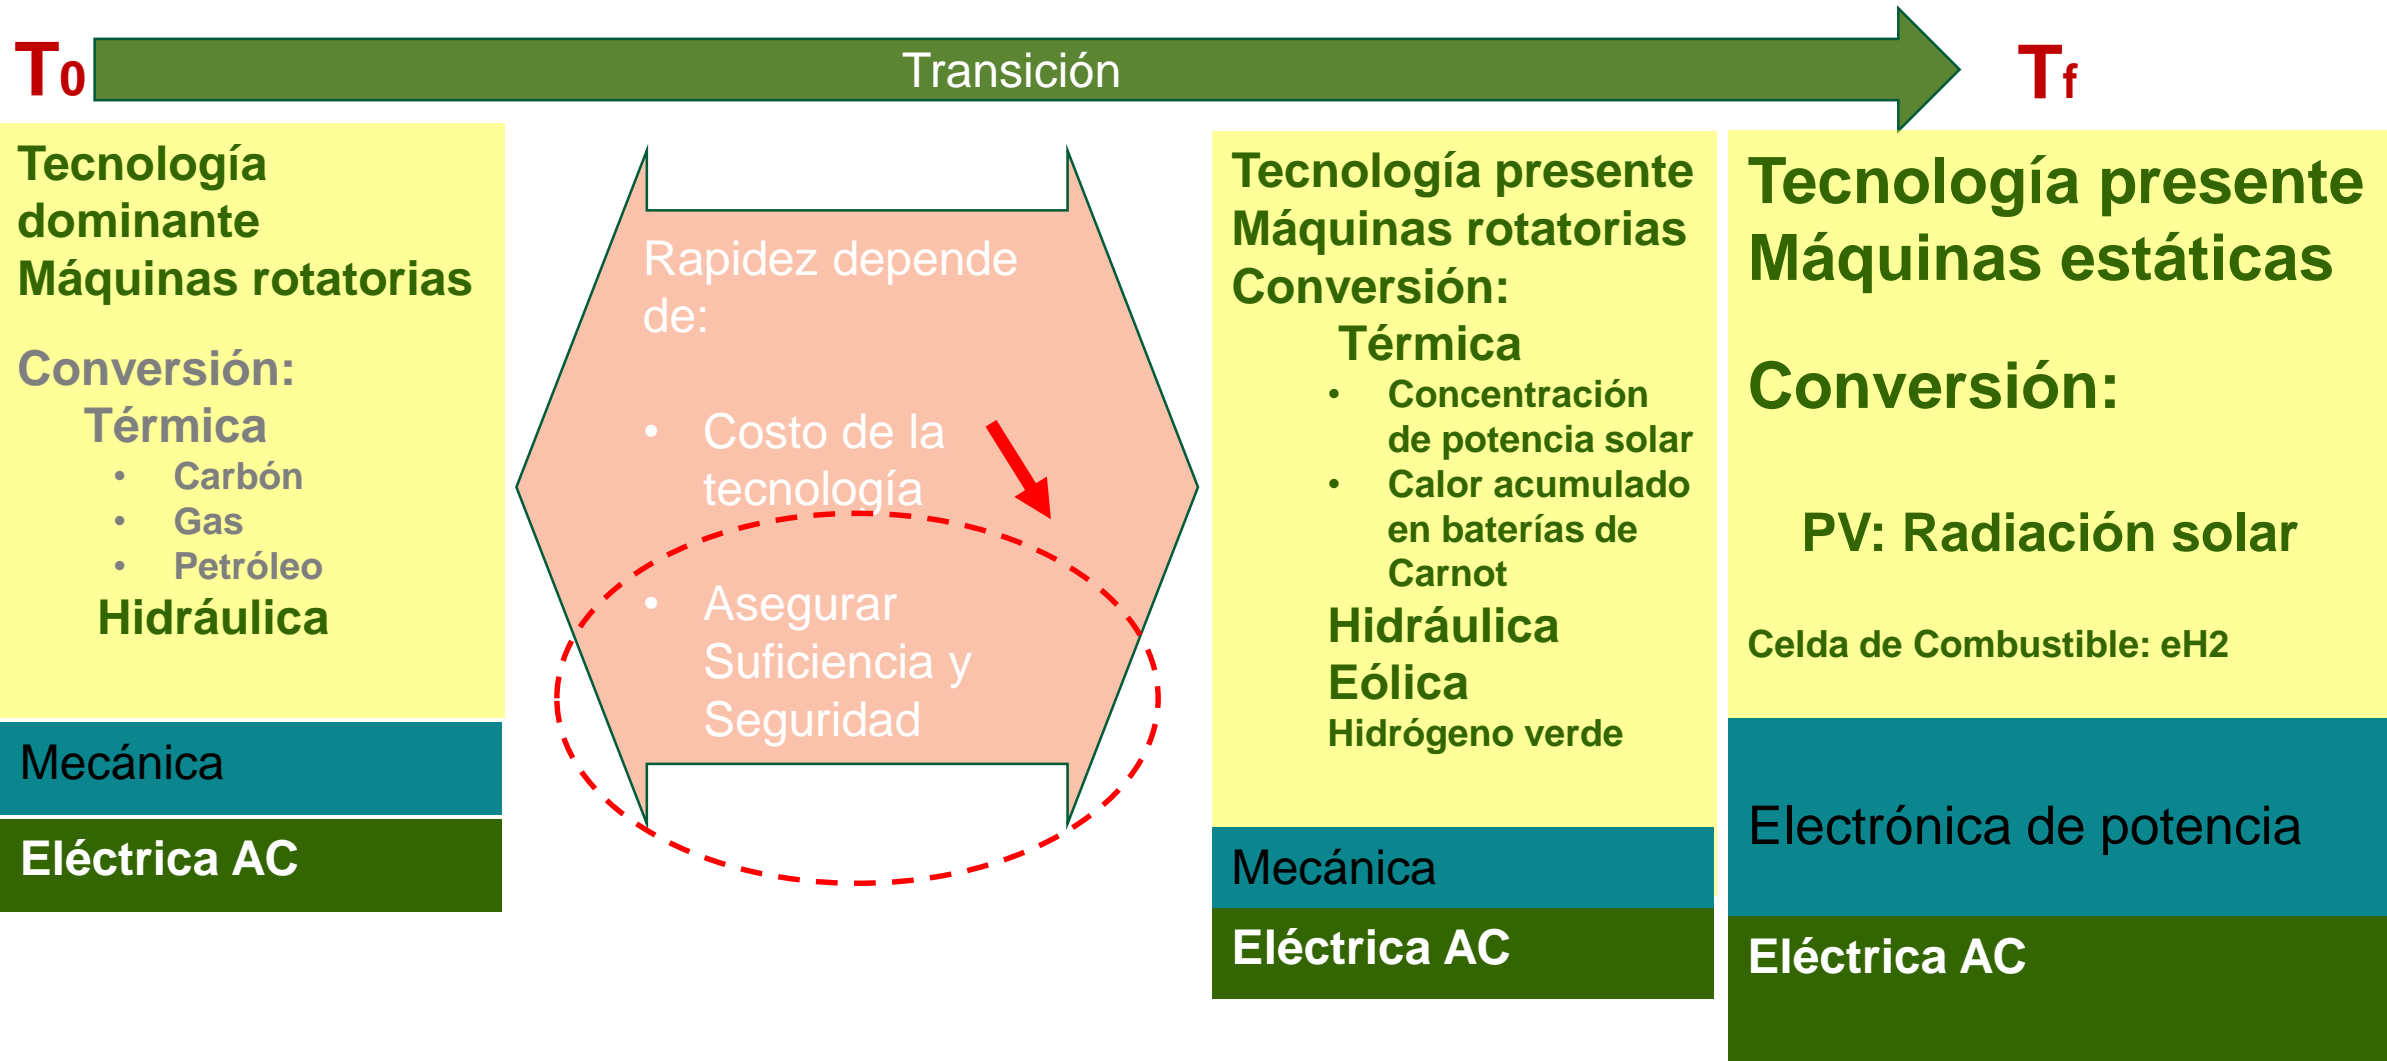 T0
Transición
Tf
Tecnología
dominante
Máquinas rotatorias
Conversión:
Térmica
• Carbón
• Gas
• Petróleo
Hidráulica
Mecánica
Eléctrica AC
Rapidez depende
de:
• Costo de la
tecnología
• Asegurar
Suficiencia y
Seguridad
Tecnología presente
Máquinas rotatorias
Conversión:
Térmica
• Concentración
de potencia solar
• Calor acumulado
en baterías de
Carnot
Hidráulica
Eólica
Hidrógeno verde
Mecánica
Eléctrica AC
Tecnología presente
Máquinas estáticas
Conversión:
PV: Radiación solar
Celda de Combustible: eH2
Electrónica de potencia
Eléctrica AC